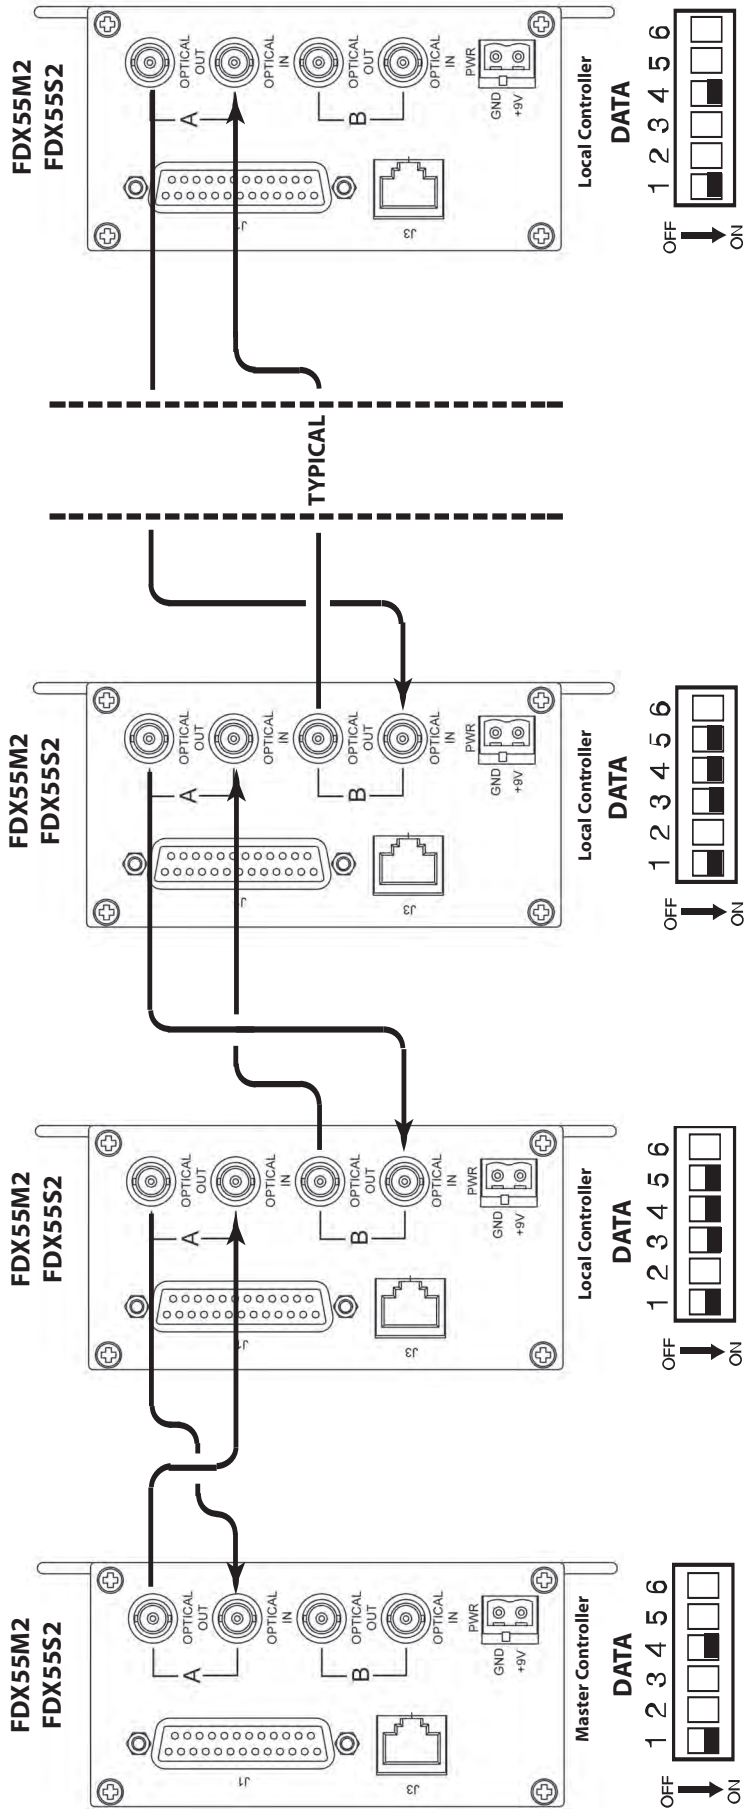 FDX55M2
FDX55S2
OPTICAL
OUT
OPTICAL
IN
OPTICAL
OUT
OPTICAL
IN
A
B
PWR
GND
+9V
J1
J3
Master Controller
DATA
1 2 3 4 5 6
OFF
ON
FDX55M2
FDX55S2
OPTICAL
OUT
OPTICAL
IN
OPTICAL
OUT
OPTICAL
IN
A
B
PWR
GND
+9V
J3
Local Controller
DATA
1 2 3 4 5 6
OFF
ON
FDX55M2
FDX55S2
OPTICAL
OUT
OPTICAL
IN
OPTICAL
OUT
OPTICAL
IN
A
B
PWR
GND
+9V
J3
Local Controller
DATA
1 2 3 4 5 6
OFF
ON
TYPICAL
FDX55M2
FDX55S2
OPTICAL
OUT
OPTICAL
IN
OPTICAL
OUT
OPTICAL
IN
A
B
PWR
GND
+9V
J3
Local Controller
DATA
1 2 3 4 5 6
OFF
ON